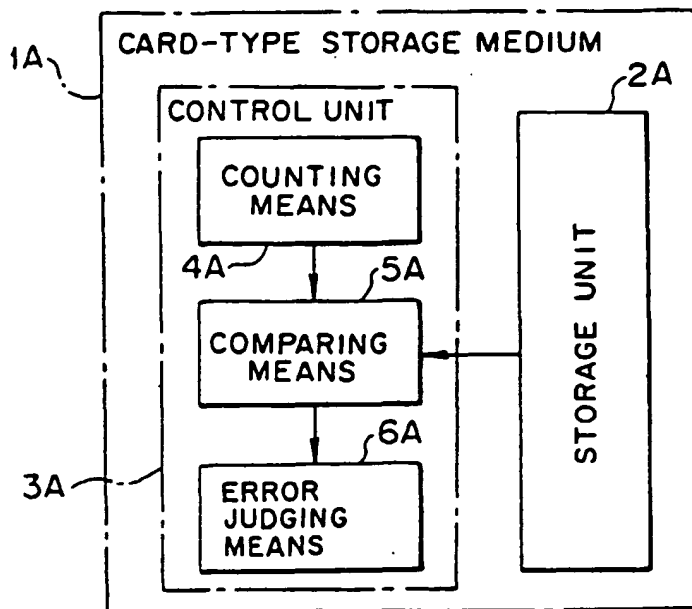 CARD-TYPE STORAGE MEDIUM
1A
2A
CONTROL UNIT
COUNTING
MEANS
4A
5A
COMPARING
MEANS
STORAGE UNIT
6A
3A
ERROR
JUDGING
MEANS